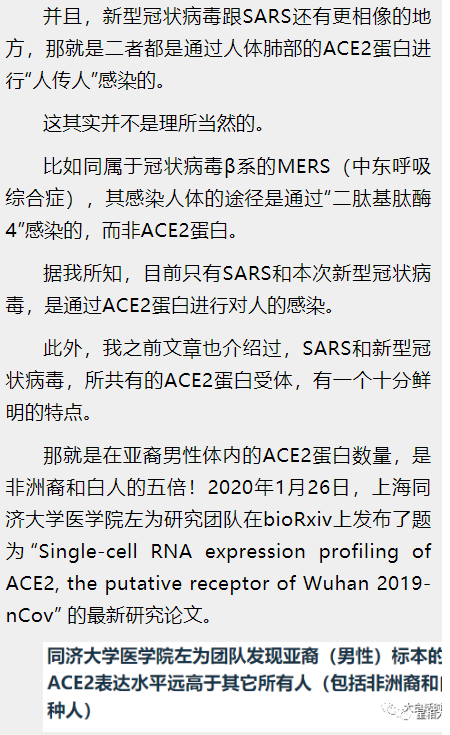 并且，新型冠状病毒跟SARS还有更相像的地
方，那就是二者都是通过人体肺部的ACE2蛋白进
行“人传人”感染的。
这其实并不是理所当然的。
比如同属于冠状病毒β系的MERS（中东呼吸
综合症），其感染人体的途径是通过“二肽基肽酶
4”感染的，而非ACE2蛋白。
据我所知，目前只有SARS和本次新型冠状病
毒，是通过ACE2蛋白进行对人的感染。
此外，我之前文章也介绍过，SARS和新型冠
状病毒，所共有的ACE2蛋白受体，有一个十分鲜
明的特点。
那就是在亚裔男性体内的ACE2蛋白数量，是
非洲裔和白人的五倍！2020年1月26日，上海同
济大学医学院左为研究团队在bioRxiv上发布了题
为 “Single-cell RNA expression profiling of
ACE2, the putative receptor of Wuhan 2019-
nCov” 的最新研究论文。
同济大学医学院左为团队发现亚裔（男性）标本的
ACE2表达水平远高于其它所有人（包括非洲裔和白
种人）